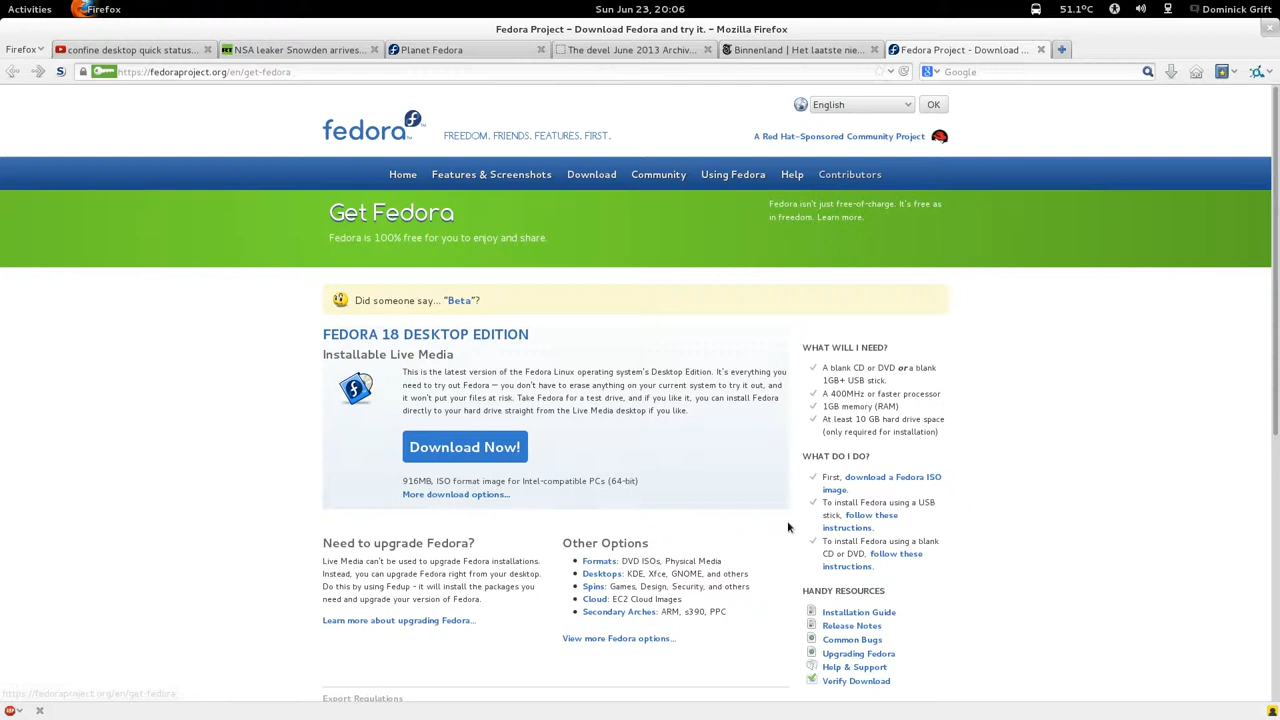 Activities Firefox Sun Jun 23, 20:06 51.1°C Dominick Grift
Fedora Project – Download Fedora and try it. – Mozilla Firefox
Firefox confine desktop quick status... NSA leaker Snowden arrives... Planet Fedora The devel June 2013 Archiv... Binnenland | Het laatste nie... Fedora Project - Download ...
https://fedoraproject.org/en/get-fedora Google
English OK
fedora FREEDOM. FRIENDS. FEATURES. FIRST. A Red Hat-Sponsored Community Project
Home Features & Screenshots Download Community Using Fedora Help Contributors
Get Fedora
Fedora is 100% free for you to enjoy and share.
Fedora isn't just free-of-charge. It's free as
in freedom. Learn more.
Did someone say... "Beta"?
FEDORA 18 DESKTOP EDITION
Installable Live Media
This is the latest version of the Fedora Linux operating system's Desktop Edition. It's everything you
need to try out Fedora — you don't have to erase anything on your current system to try it out, and
it won't put your files at risk. Take Fedora for a test drive, and if you like it, you can install Fedora
directly to your hard drive straight from the Live Media desktop if you like.
Download Now!
916MB, ISO format image for Intel-compatible PCs (64-bit)
More download options...
Need to upgrade Fedora?
Live Media can't be used to upgrade Fedora installations.
Instead, you can upgrade Fedora right from your desktop.
Do this by using Fedup - it will install the packages you
need and upgrade your version of Fedora.
Learn more about upgrading Fedora...
Other Options
Formats: DVD ISOs, Physical Media
Desktops: KDE, Xfce, GNOME, and others
Spins: Games, Design, Security, and others
Cloud: EC2 Cloud Images
Secondary Arches: ARM, s390, PPC
View more Fedora options...
WHAT WILL I NEED?
A blank CD or DVD or a blank
1GB+ USB stick.
A 400MHz or faster processor
1GB memory (RAM)
At least 10 GB hard drive space
(only required for installation)
WHAT DO I DO?
First, download a Fedora ISO
image.
To install Fedora using a USB
stick, follow these
instructions.
To install Fedora using a blank
CD or DVD, follow these
instructions.
HANDY RESOURCES
Installation Guide
Release Notes
Common Bugs
Upgrading Fedora
Help & Support
Verify Download
https://fedoraproject.org/en/get-fedora
Export Regulations